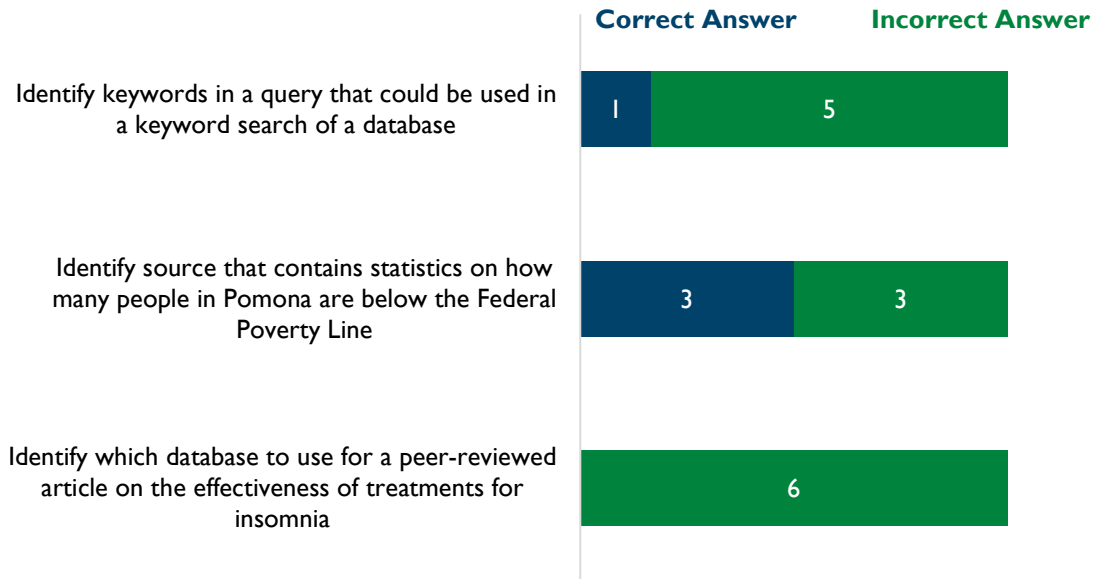 Correct Answer Incorrect Answer
Identify keywords in a query that could be used in
a keyword search of a database
1 5
Identify source that contains statistics on how
many people in Pomona are below the Federal
Poverty Line
3 3
Identify which database to use for a peer-reviewed
article on the effectiveness of treatments for
insomnia
6